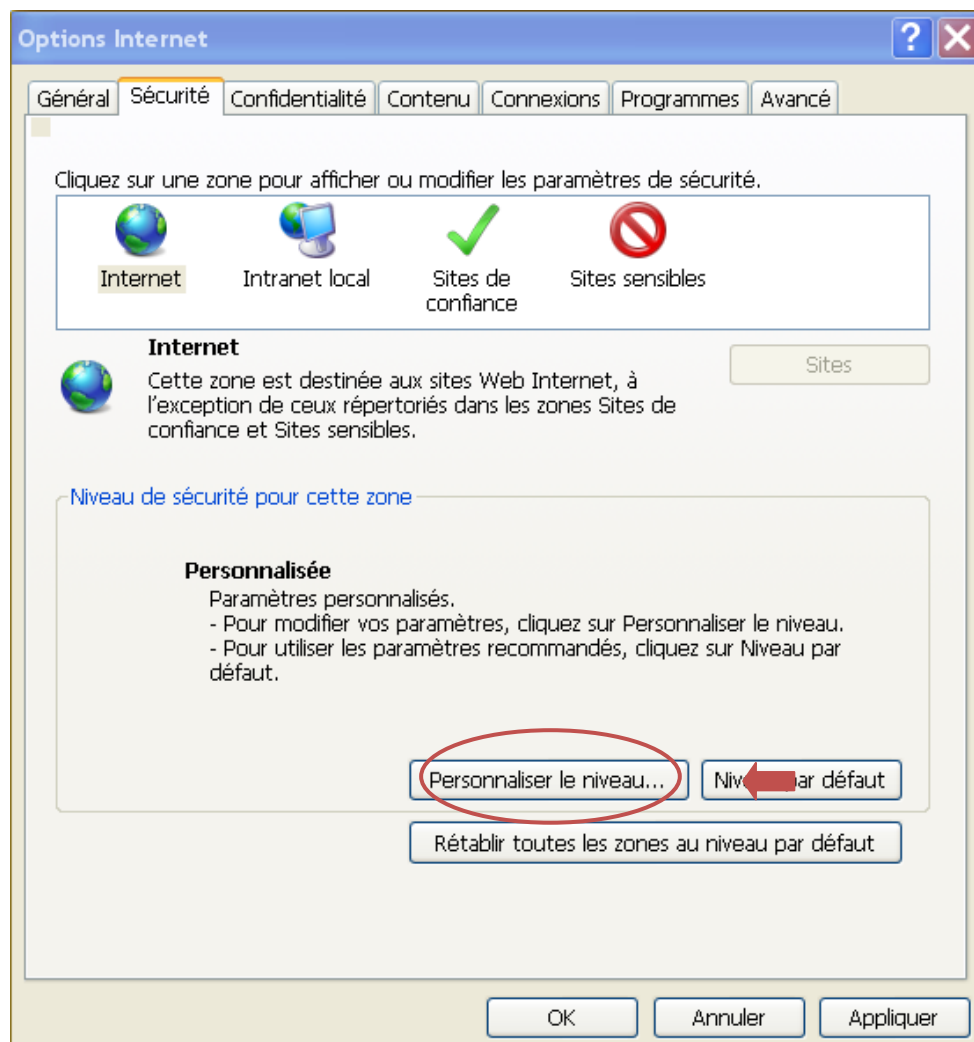 Options Internet
Général Sécurité Confidentialité Contenu Connexions Programmes Avancé
Cliquez sur une zone pour afficher ou modifier les paramètres de sécurité.
Internet Intranet local Sites de confiance Sites sensibles
Internet
Sites
Cette zone est destinée aux sites Web Internet, à
l'exception de ceux répertoriés dans les zones Sites de
confiance et Sites sensibles.
Niveau de sécurité pour cette zone
Personnalisée
Paramètres personnalisés.
- Pour modifier vos paramètres, cliquez sur Personnaliser le niveau.
- Pour utiliser les paramètres recommandés, cliquez sur Niveau par
défaut.
Personnaliser le niveau... Niveau par défaut
Rétablir toutes les zones au niveau par défaut
OK Annuler Appliquer